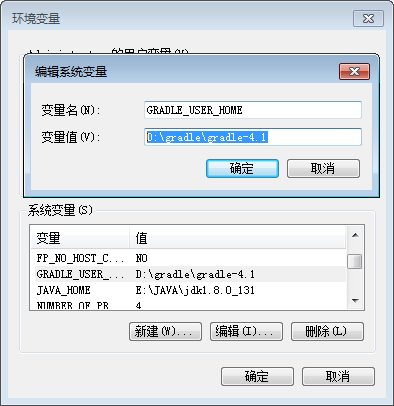 环境变量
编辑系统变量
变量名(N): GRADLE_USER_HOME
变量值(V): D:\gradle\gradle-4.1
确定 取消
系统变量(S)
变量 值
FP_NO_HOST_C... NO
GRADLE_USER_... D:\gradle\gradle-4.1
JAVA_HOME E:\JAVA\jdk1.8.0_131
NUMBER_OF_PR... 4
新建(W)... 编辑(I)... 删除(L)
确定 取消